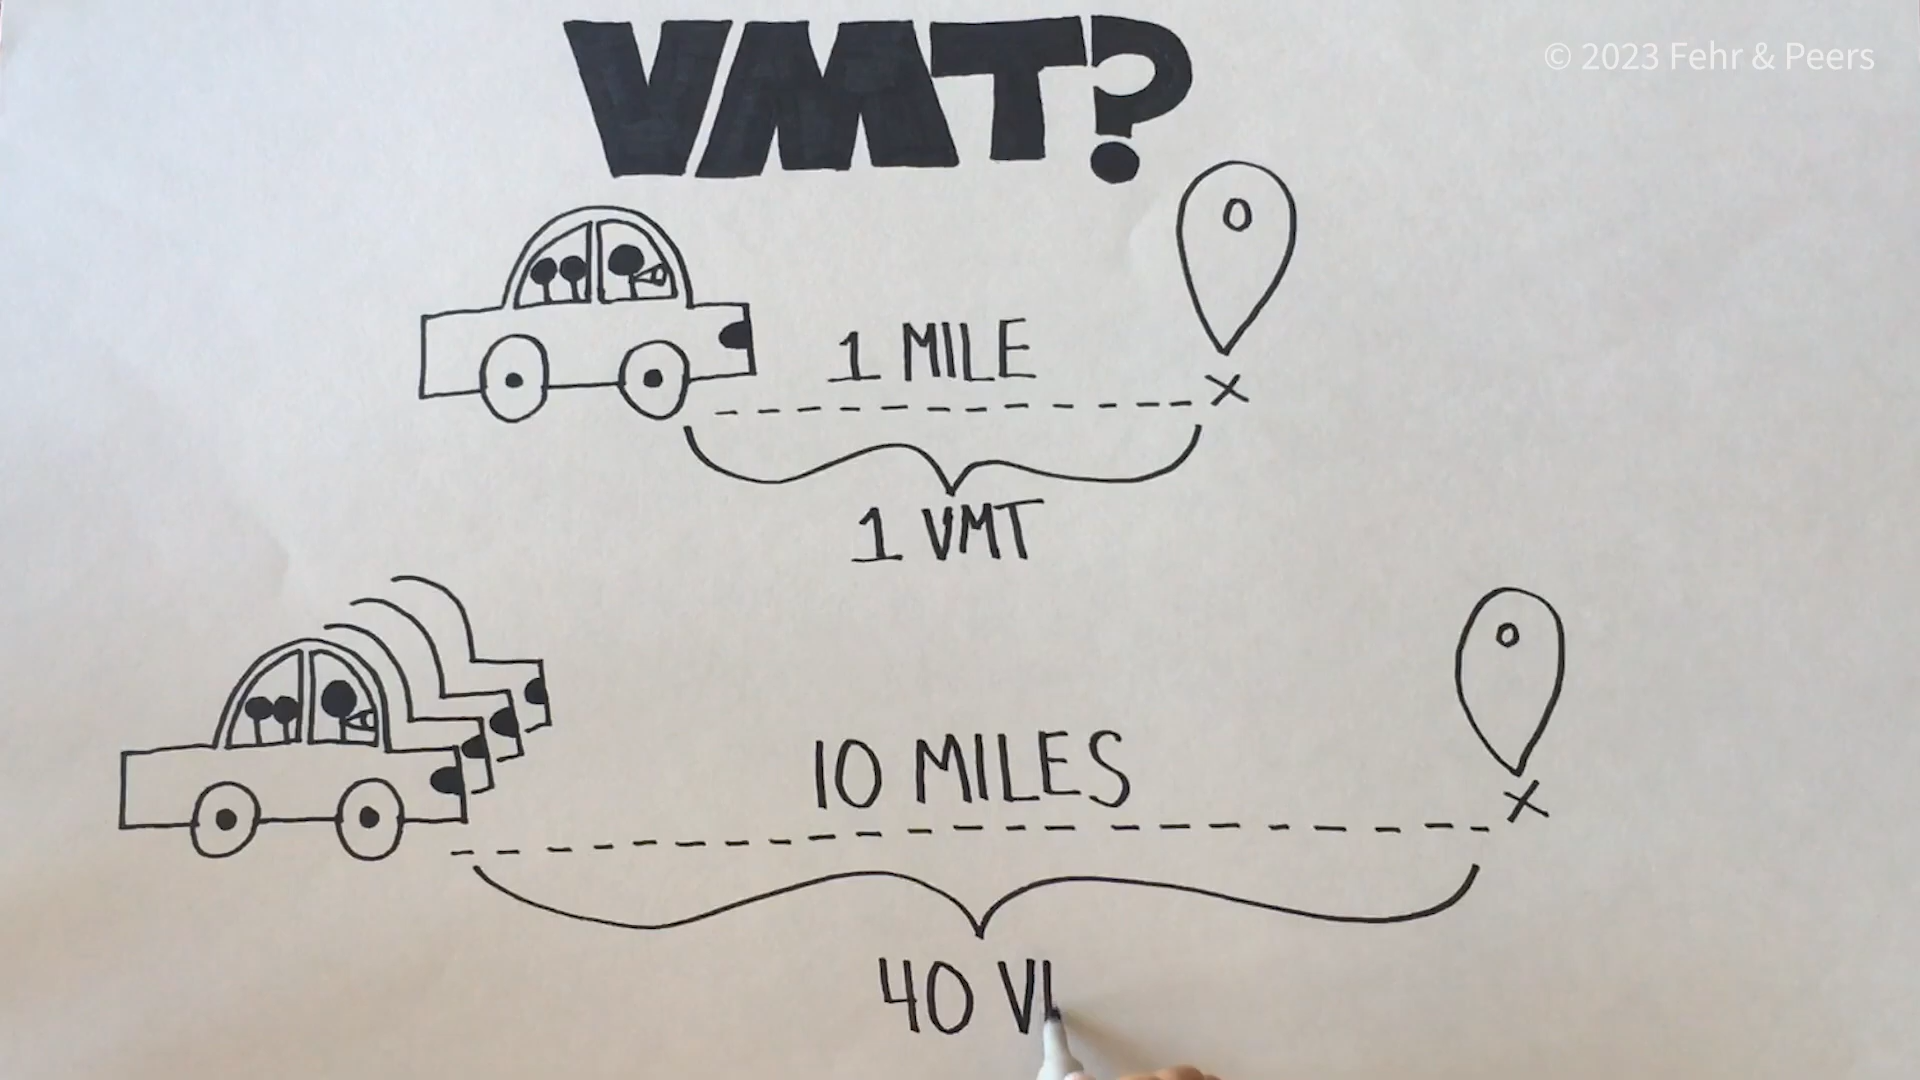 VMT?
© 2023 Fehr & Peers
1 MILE
X
1 VMT
10 MILES
X
40 V